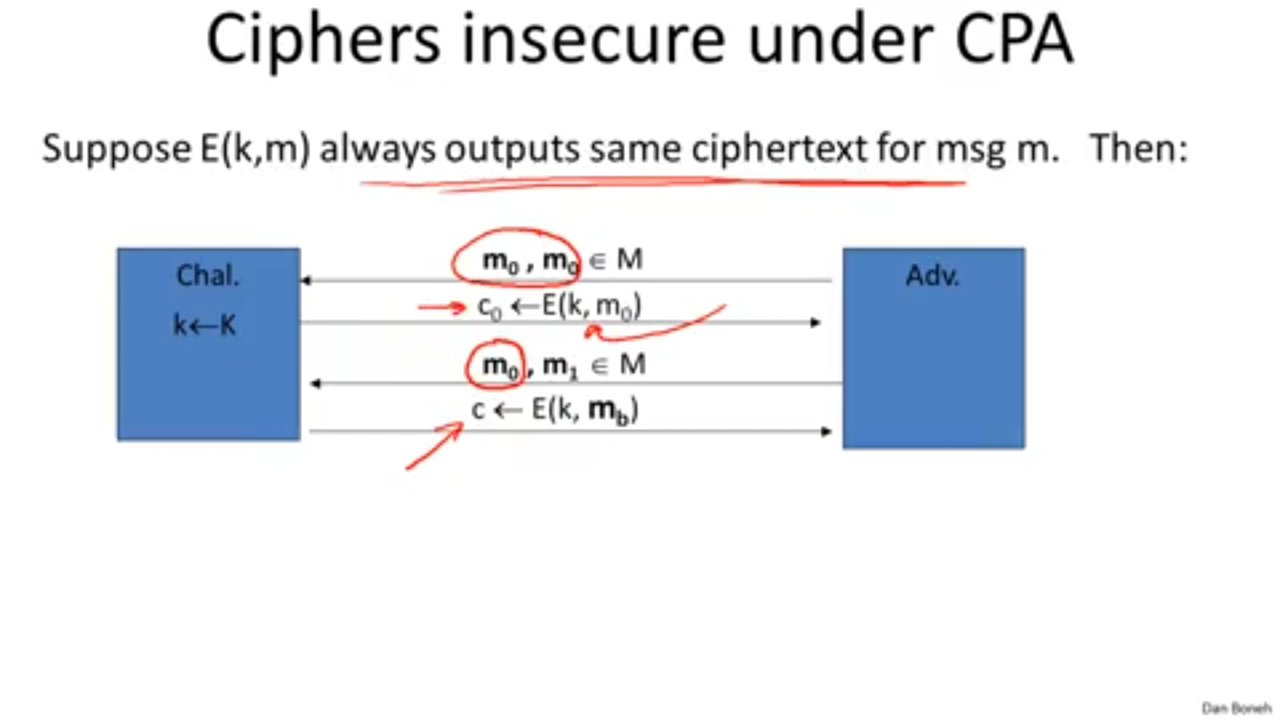 Ciphers insecure under CPA
Suppose E(k,m) always outputs same ciphertext for msg m. Then:
Chal.
k←K
m₀ , m₀ ∈ M
c₀ ←E(k, m₀)
m₀ , m₁ ∈ M
c ← E(k, m_b)
Adv.
Dan Boneh